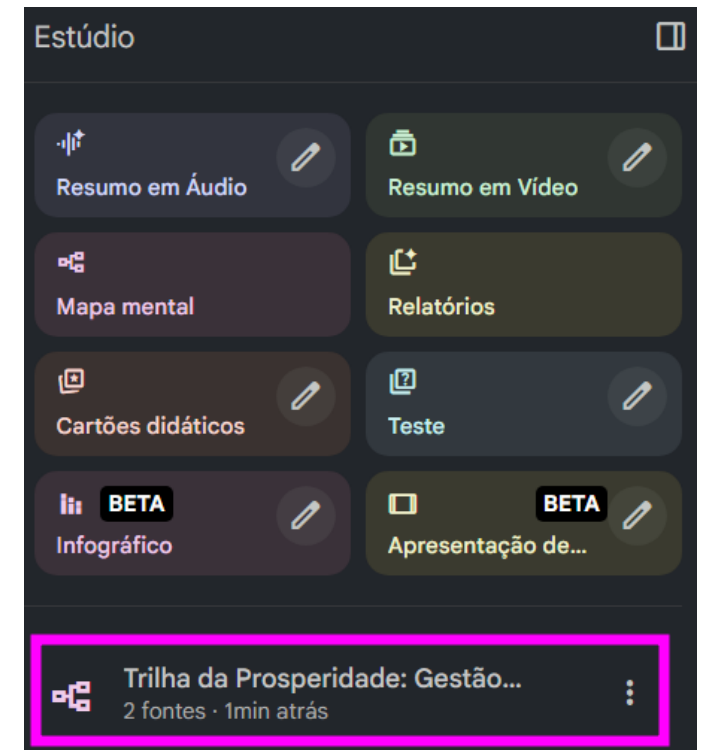 Estúdio
Resumo em Áudio
Resumo em Vídeo
Mapa mental
Relatórios
Cartões didáticos
Teste
BETA
Infográfico
BETA
Apresentação de...
Trilha da Prosperidade: Gestão...
2 fontes · 1min atrás